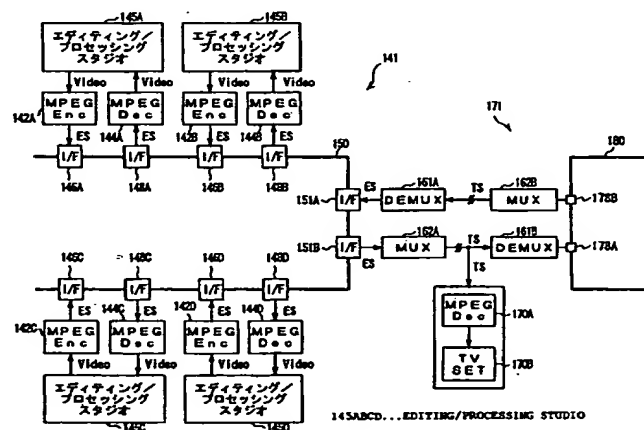 145A
145B
エディティング/
プロセッシング
スタジオ
エディティング/
プロセッシング
スタジオ
141
Video
Video
Video
Video
171
142A
MPEG
Enc
144A
MPEG
Dec
142B
MPEG
Enc
144B
MPEG
Dec
ES
ES
ES
ES
150
180
I/F
I/F
I/F
I/F
146A
148A
146B
148B
151A
I/F
ES
161A
DEMUX
TS
162B
MUX
178B
151B
I/F
ES
162A
MUX
TS
161B
DEMUX
178A
TS
146C
148C
146D
148D
I/F
I/F
I/F
I/F
ES
ES
ES
ES
142C
MPEG
Enc
144C
MPEG
Dec
142D
MPEG
Enc
144D
MPEG
Dec
MPEG
Dec
170A
TV
SET
170B
Video
Video
Video
Video
エディティング/
プロセッシング
スタジオ
エディティング/
プロセッシング
スタジオ
145C
145D
145ABCD...EDITING/PROCESSING STUDIO